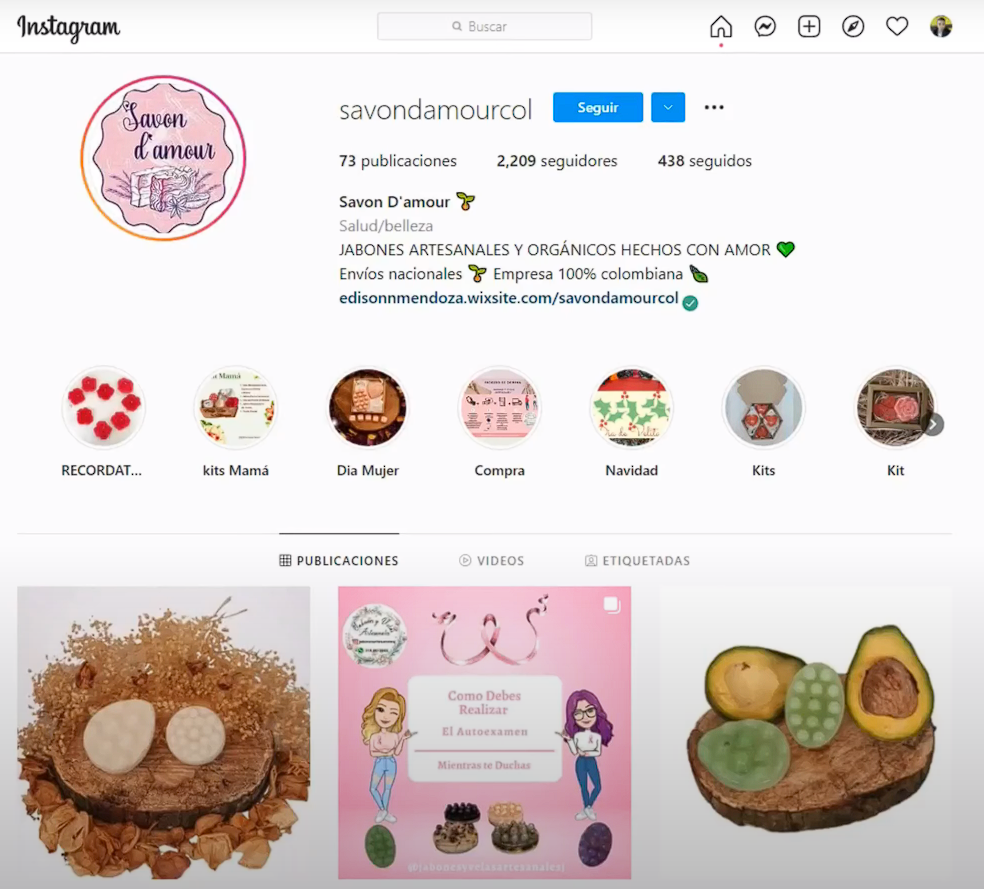 Instagram
Buscar
Savon
d'amour
savondamourcol
Seguir
73 publicaciones
2,209 seguidores
438 seguidos
Savon D'amour
Salud/belleza
JABONES ARTESANALES Y ORGÁNICOS HECHOS CON AMOR
Envíos nacionales Empresa 100% colombiana
edisonnmendoza.wixsite.com/savondamourcol
Mamá
RECORDAT...
kits Mamá
Dia Mujer
Compra
Navidad
Kits
Kit
PUBLICACIONES
VIDEOS
ETIQUETADAS
Como Debes
Realizar
El Autoexamen
Mientras te Duchas